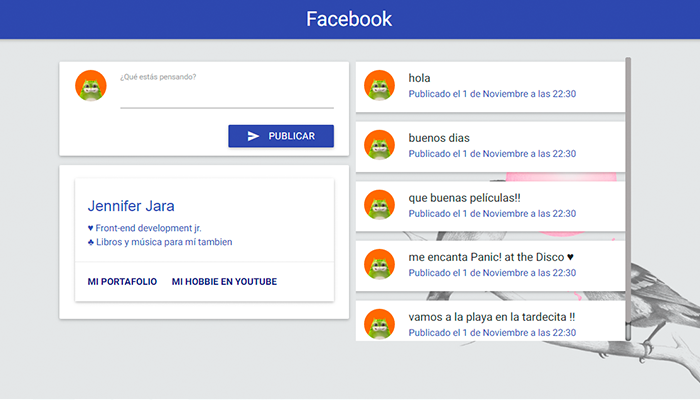 Facebook
¿Qué estás pensando?
PUBLICAR
Jennifer Jara
♥ Front-end development jr.
♣ Libros y música para mí tambien
MI PORTAFOLIO MI HOBBIE EN YOUTUBE
hola
Publicado el 1 de Noviembre a las 22:30
buenos dias
Publicado el 1 de Noviembre a las 22:30
que buenas películas!!
Publicado el 1 de Noviembre a las 22:30
me encanta Panic! at the Disco ♥
Publicado el 1 de Noviembre a las 22:30
vamos a la playa en la tardecita !!
Publicado el 1 de Noviembre a las 22:30